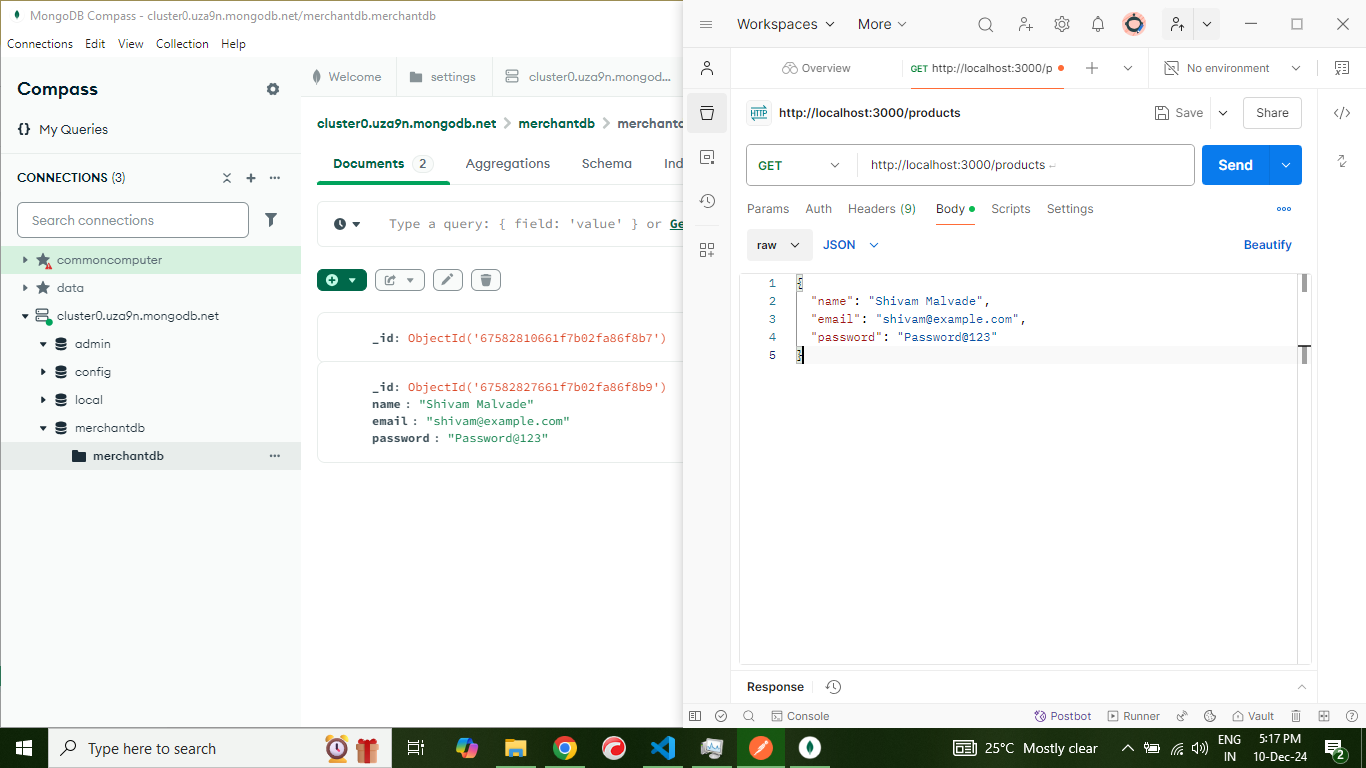 MongoDB Compass - cluster0.uza9n.mongodb.net/merchantdb.merchantdb
Connections Edit View Collection Help
Compass
{} My Queries
CONNECTIONS (3)
Search connections
commoncomputer
data
cluster0.uza9n.mongodb.net
admin
config
local
merchantdb
merchantdb
Welcome
settings
cluster0.uza9n.mongod...
cluster0.uza9n.mongodb.net > merchantdb > merchantd
Documents 2 Aggregations Schema Ind
Type a query: { field: 'value' } or Ge
_id: ObjectId('67582810661f7b02fa86f8b7')
_id: ObjectId('67582827661f7b02fa86f8b9')
name : "Shivam Malvade"
email : "shivam@example.com"
password : "Password@123"
Workspaces More
Overview
GET http://localhost:3000/p
No environment
HTTP http://localhost:3000/products
Save
Share
GET
http://localhost:3000/products
Send
Params Auth Headers (9) Body Scripts Settings
raw JSON Beautify
1 {
2 "name": "Shivam Malvade",
3 "email": "shivam@example.com",
4 "password": "Password@123"
5 }
Response
Console
Postbot Runner Vault
Type here to search
25°C Mostly clear
ENG
IN
5:17 PM
10-Dec-24
2